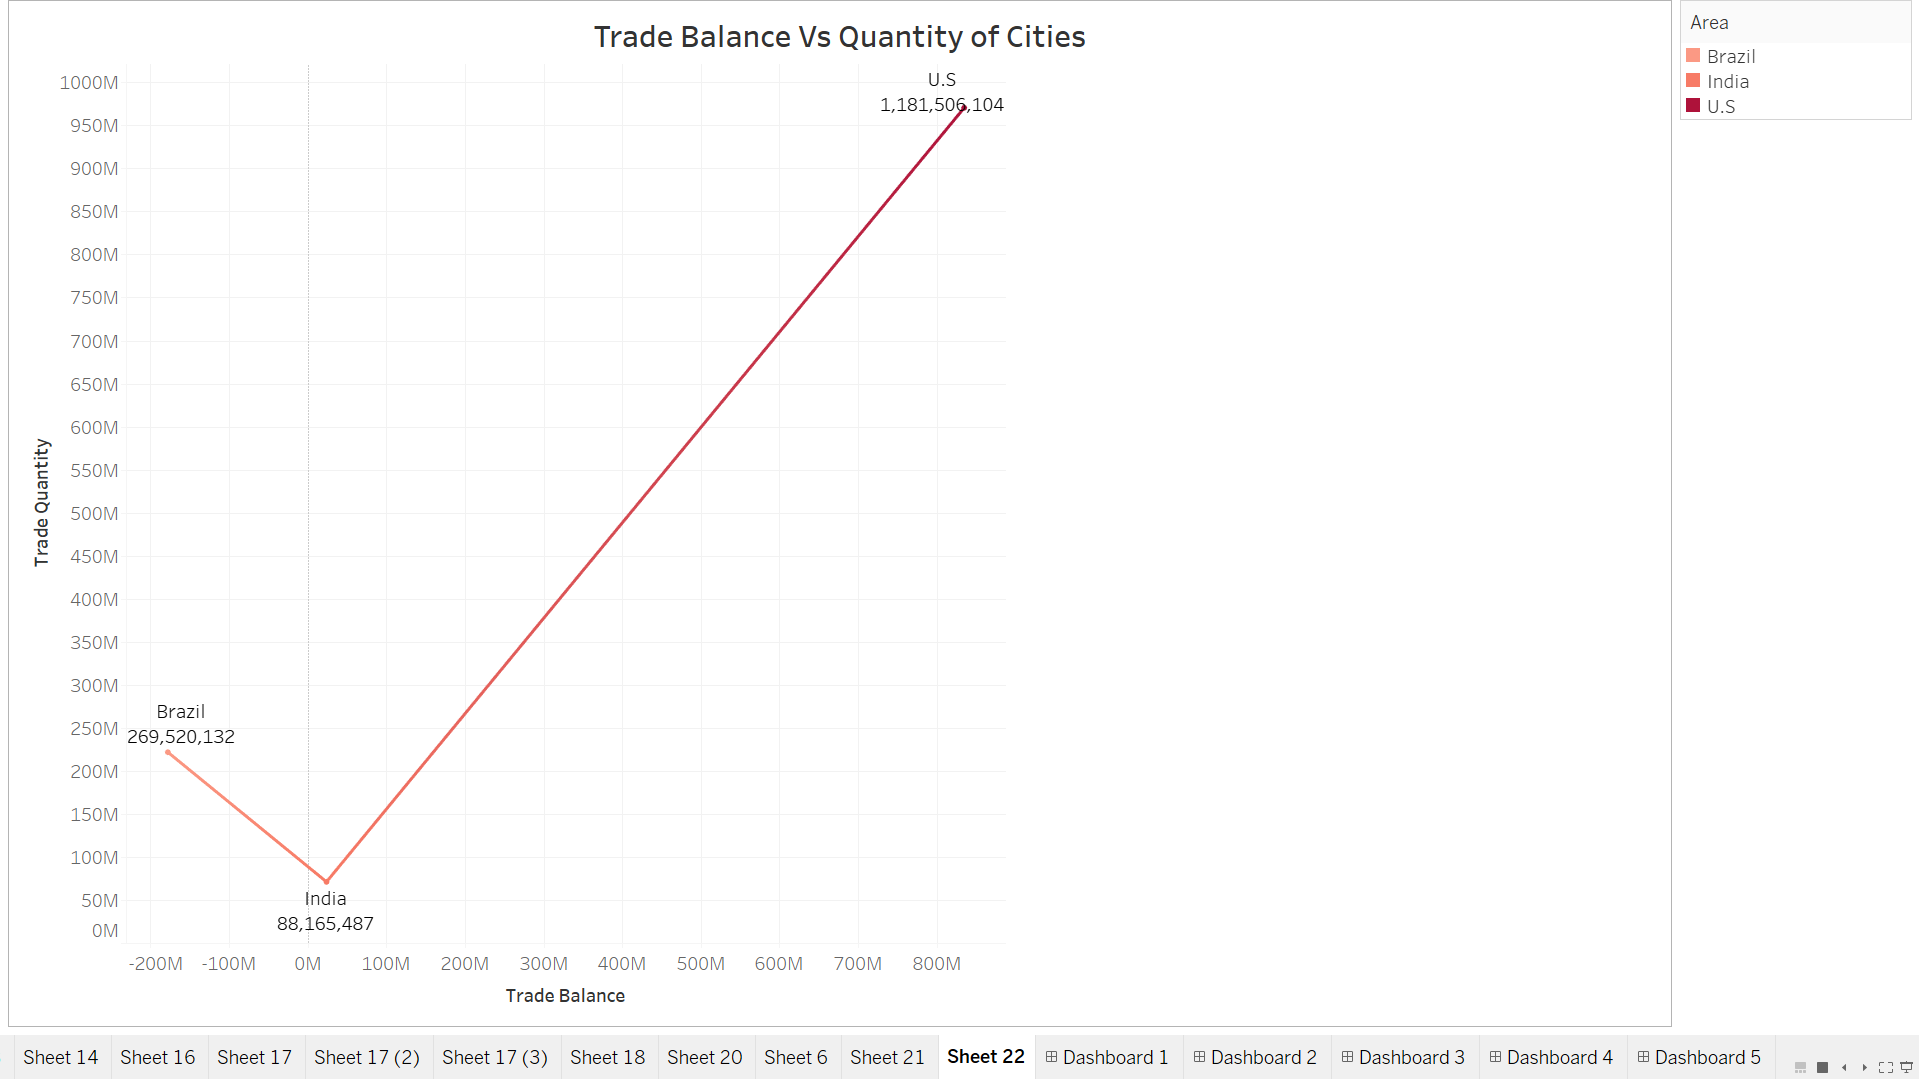 Trade Balance Vs Quantity of Cities
Area
Brazil
India
U.S
1000M
950M
900M
850M
800M
750M
700M
650M
600M
550M
500M
450M
400M
350M
300M
250M
200M
150M
100M
50M
0M
Trade Quantity
U.S
1,181,506,104
Brazil
269,520,132
India
88,165,487
-200M -100M 0M 100M 200M 300M 400M 500M 600M 700M 800M
Trade Balance
Sheet 14 Sheet 16 Sheet 17 Sheet 17 (2) Sheet 17 (3) Sheet 18 Sheet 20 Sheet 6 Sheet 21 Sheet 22 Dashboard 1 Dashboard 2 Dashboard 3 Dashboard 4 Dashboard 5